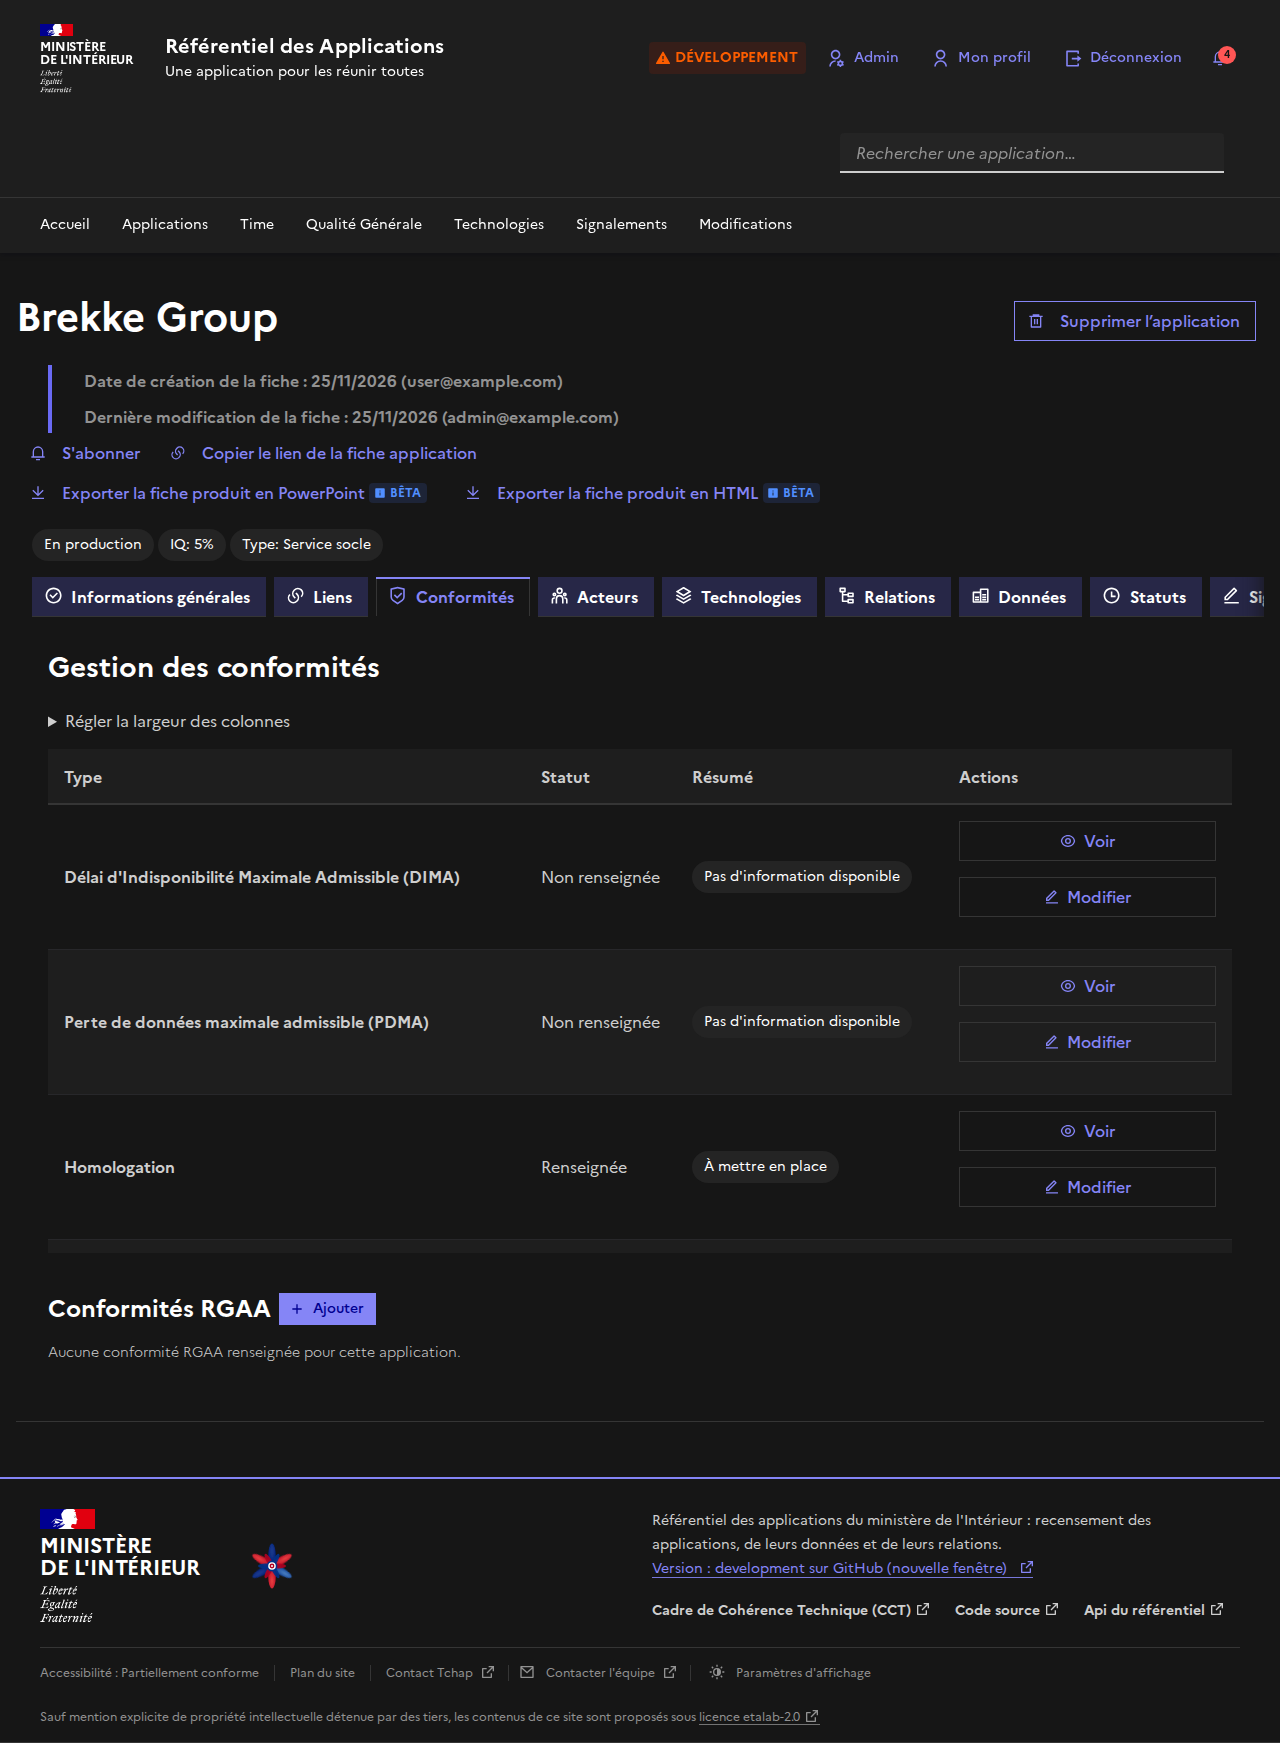 MINISTÈRE
DE L'INTÉRIEUR
Liberté
Égalité
Fraternité
Référentiel des Applications
Une application pour les réunir toutes
DÉVELOPPEMENT
Admin
Mon profil
Déconnexion
4
Rechercher une application…
Accueil
Applications
Time
Qualité Générale
Technologies
Signalements
Modifications
Brekke Group
Supprimer l’application
Date de création de la fiche : 25/11/2026 (user@example.com)
Dernière modification de la fiche : 25/11/2026 (admin@example.com)
S'abonner
Copier le lien de la fiche application
Exporter la fiche produit en PowerPoint
BÊTA
Exporter la fiche produit en HTML
BÊTA
En production
IQ: 5%
Type: Service socle
Informations générales
Liens
Conformités
Acteurs
Technologies
Relations
Données
Statuts
Gestion des conformités
Régler la largeur des colonnes
Type
Statut
Résumé
Actions
Délai d'Indisponibilité Maximale Admissible (DIMA)
Non renseignée
Pas d'information disponible
Voir
Modifier
Perte de données maximale admissible (PDMA)
Non renseignée
Pas d'information disponible
Voir
Modifier
Homologation
Renseignée
À mettre en place
Voir
Modifier
Conformités RGAA
Ajouter
Aucune conformité RGAA renseignée pour cette application.
MINISTÈRE
DE L'INTÉRIEUR
Liberté
Égalité
Fraternité
Référentiel des applications du ministère de l'Intérieur : recensement des
applications, de leurs données et de leurs relations.
Version : development sur GitHub (nouvelle fenêtre)
Cadre de Cohérence Technique (CCT)
Code source
Api du référentiel
Accessibilité : Partiellement conforme
Plan du site
Contact Tchap
Contacter l'équipe
Paramètres d'affichage
Sauf mention explicite de propriété intellectuelle détenue par des tiers, les contenus de ce site sont proposés sous licence etalab-2.0